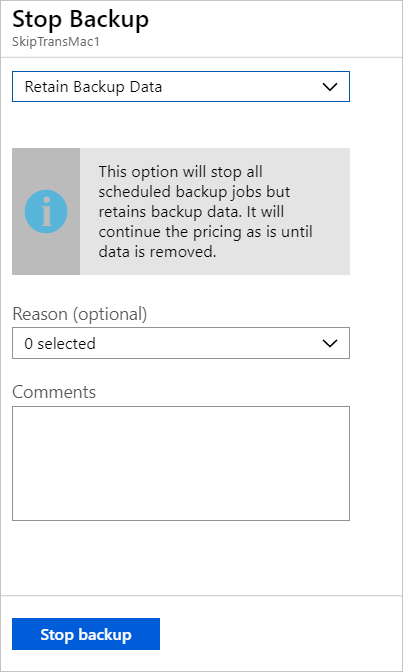 Stop Backup
SkipTransMac1
Retain Backup Data
This option will stop all
scheduled backup jobs but
retains backup data. It will
continue the pricing as is until
data is removed.
Reason (optional)
0 selected
Comments
Stop backup